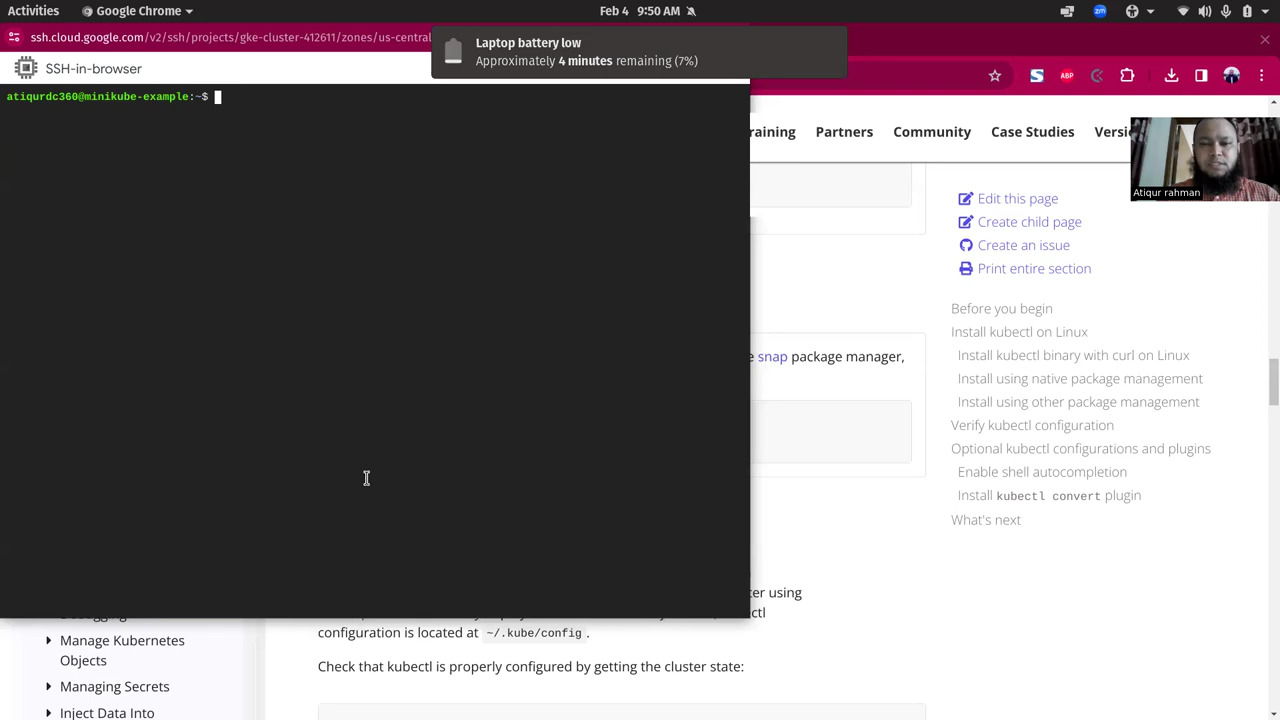 Activities
Google Chrome
Feb 4 9:50 AM
zm
ssh.cloud.google.com/v2/ssh/projects/gke-cluster-412611/zones/us-central
Laptop battery low
Approximately 4 minutes remaining (7%)
SSH-in-browser
S
ABP
atiqurdc360@minikube-example:~$
raining
Partners
Community
Case Studies
Versi
Atiqur rahman
Edit this page
Create child page
Create an issue
Print entire section
Before you begin
Install kubectl on Linux
Install kubectl binary with curl on Linux
Install using native package management
Install using other package management
Verify kubectl configuration
Optional kubectl configurations and plugins
Enable shell autocompletion
Install kubectl convert plugin
What's next
e snap package manager,
ter using
ctl
configuration is located at ~/.kube/config .
Check that kubectl is properly configured by getting the cluster state:
Manage Kubernetes
Objects
Managing Secrets
Inject Data Into